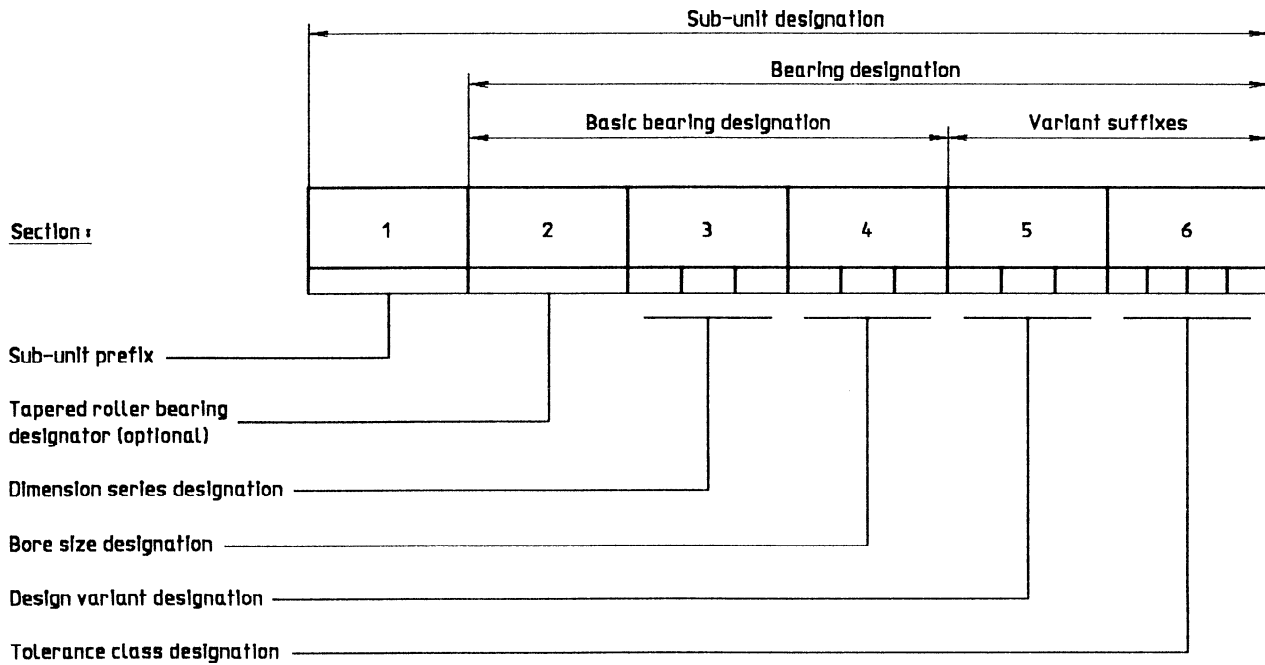 Sub-unit designation
Bearing designation
Basic bearing designation Variant suffixes
Section: 1 2 3 4 5 6
Sub-unit prefix
Tapered roller bearing
designator (optional)
Dimension series designation
Bore size designation
Design variant designation
Tolerance class designation